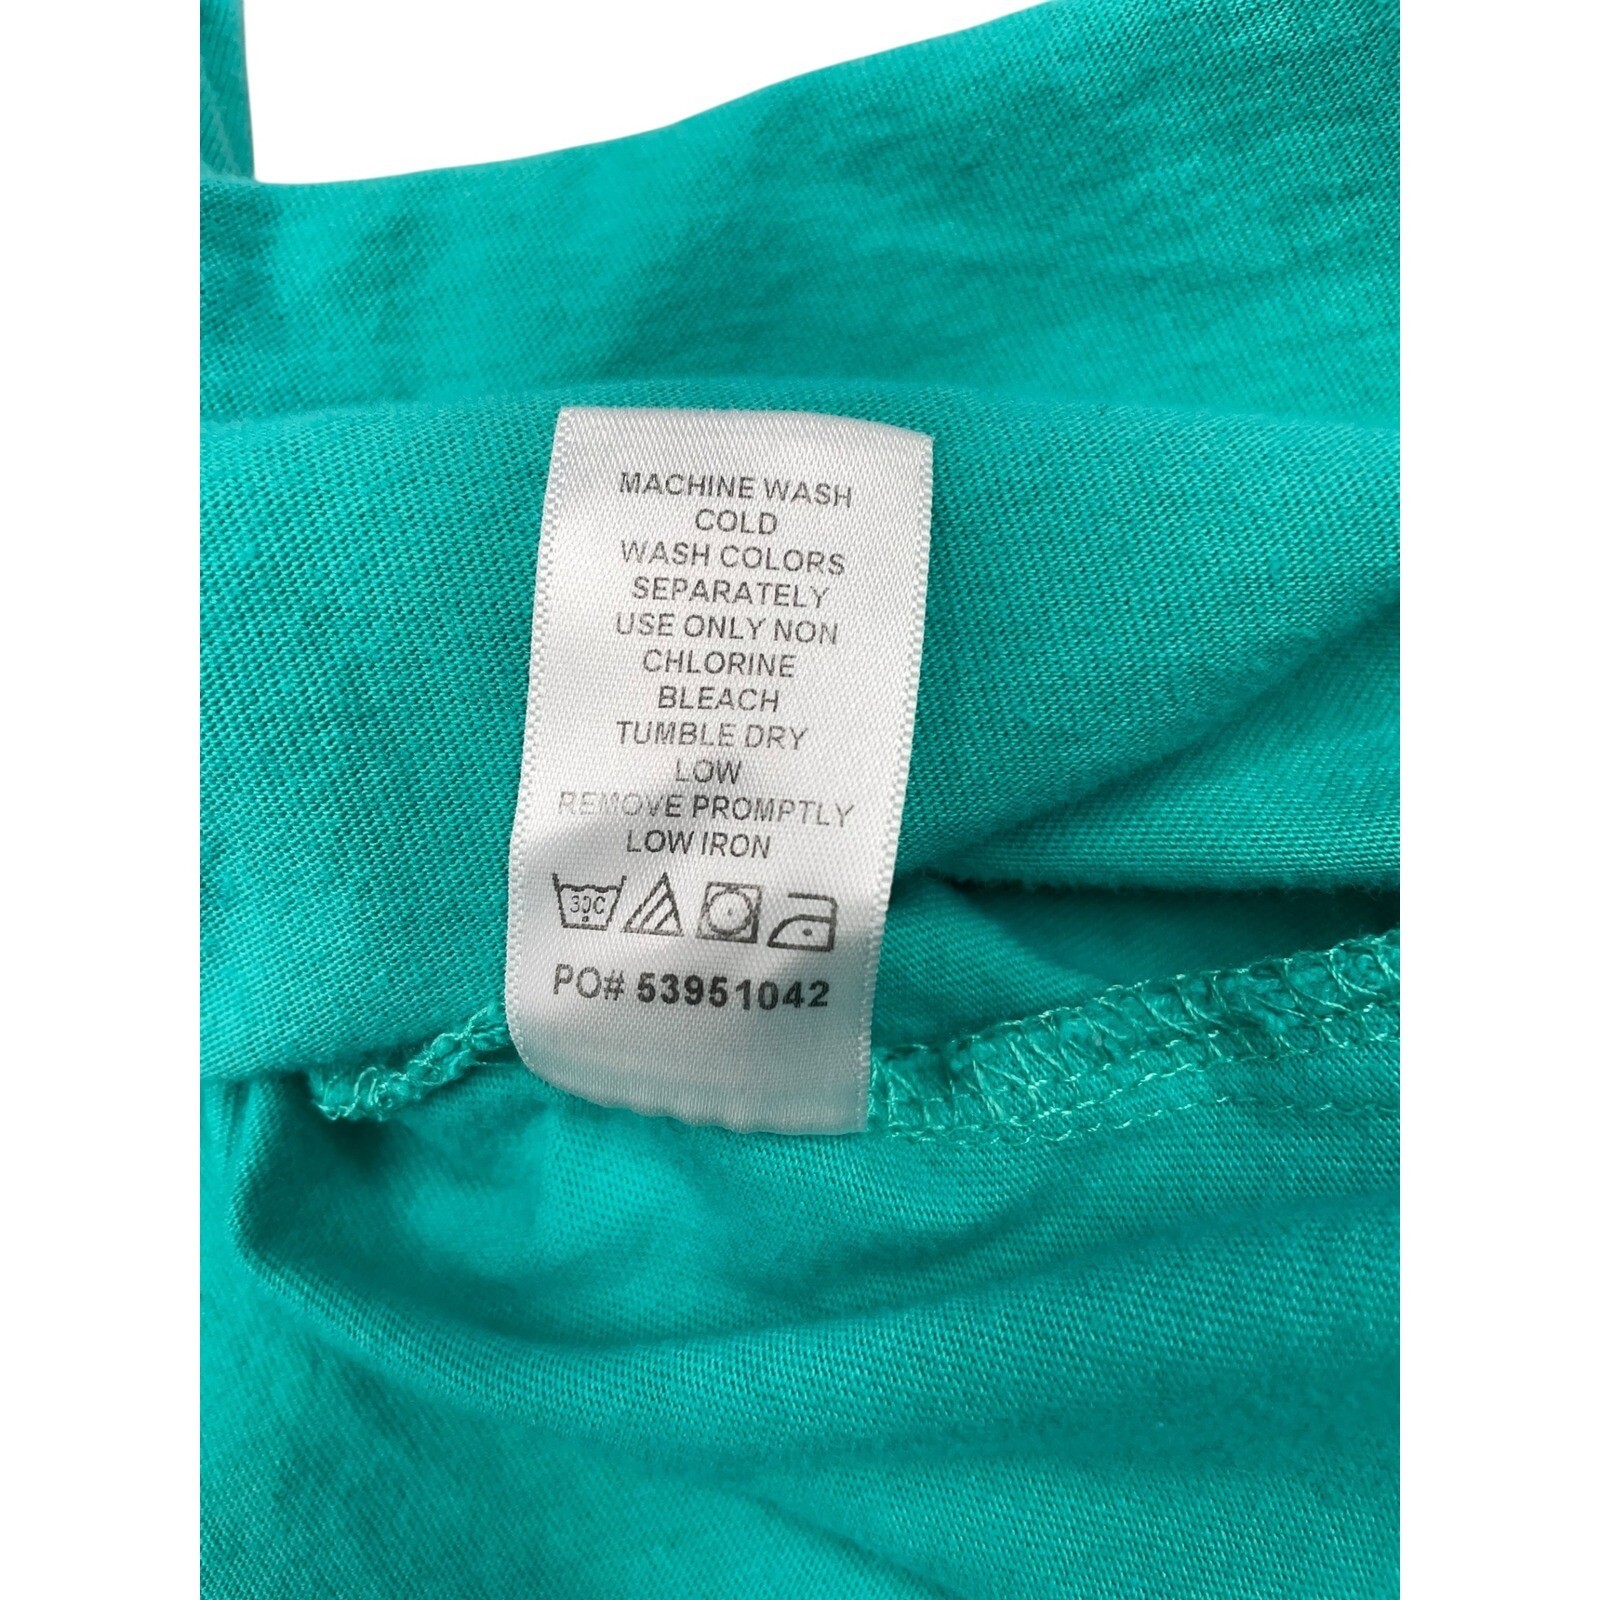 MACHINE WASH
COLD
WASH COLORS
SEPARATELY
USE ONLY NON
CHLORINE
BLEACH
TUMBLE DRY
LOW
REMOVE PROMPTLY
LOW IRON
30C
PO# 53951042